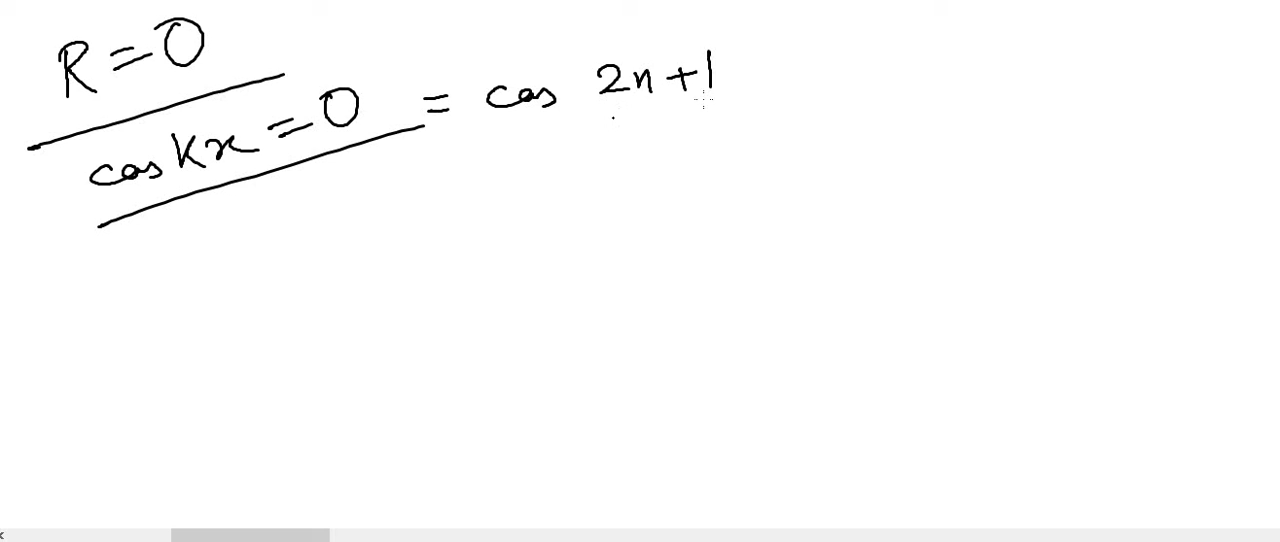 R=0
cos Kx = 0 = cos 2n+1